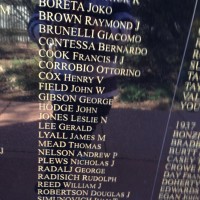 BORETA JOKO
BROWN RAYMOND J
BRUNELLI GIACOMO
CONTESSA BERNARDO
COOK FRANCIS J J
CORROBIO OTTORINO
COX HENRY V
FIELD JOHN W
GIBSON GEORGE
HODGE JOHN
JONES LESLIE N
LEE GERALD
LYALL JAMES M
MEAD THOMAS
NELSON ANDREW P
PLEWS NICHOLAS J
RADALJ GEORGE
RADISICH RUDOLPH
REED WILLIAM J
ROBERTSON DOUGLAS J
1937